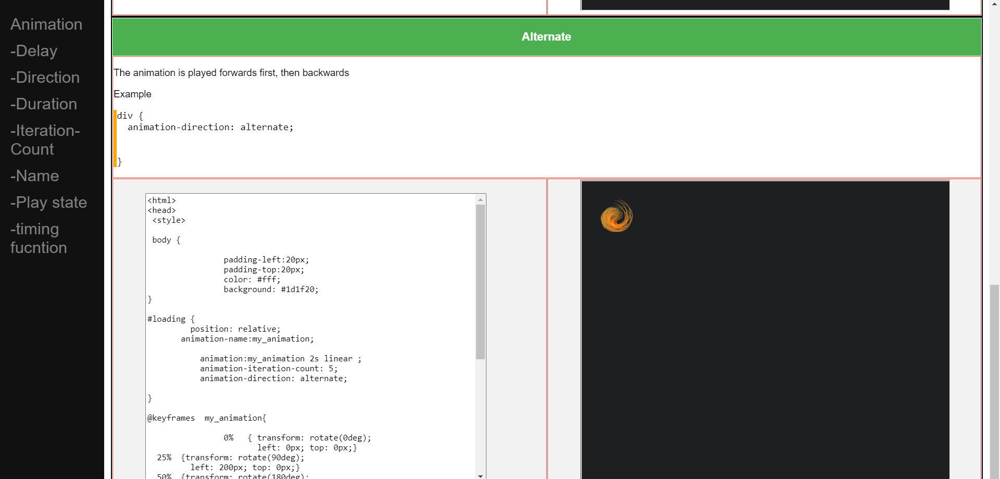 Animation
-Delay
-Direction
-Duration
-Iteration-
Count
-Name
-Play state
-timing
fucntion
Alternate
The animation is played forwards first, then backwards
Example
div {
  animation-direction: alternate;
}
<html>
<head>
<style>
body {
padding-left:20px;
padding-top:20px;
color: #fff;
background: #1d1f20;
}
#loading {
position: relative;
animation-name:my_animation;
animation:my_animation 2s linear ;
animation-iteration-count: 5;
animation-direction: alternate;
}
@keyframes  my_animation{
0%   { transform: rotate(0deg);
left: 0px; top: 0px;}
25%  {transform: rotate(90deg);
left: 200px; top: 0px;}
50%  {transform: rotate(180deg);